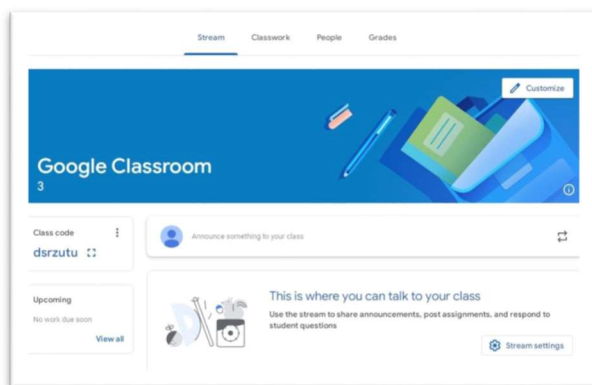 Stream Classwork People Grades
Customize
Google Classroom
3
Class code
dsrzutu
Announce something to your class
Upcoming
No work due soon
View all
This is where you can talk to your class
Use the stream to share announcements, post assignments, and respond to
student questions
Stream settings